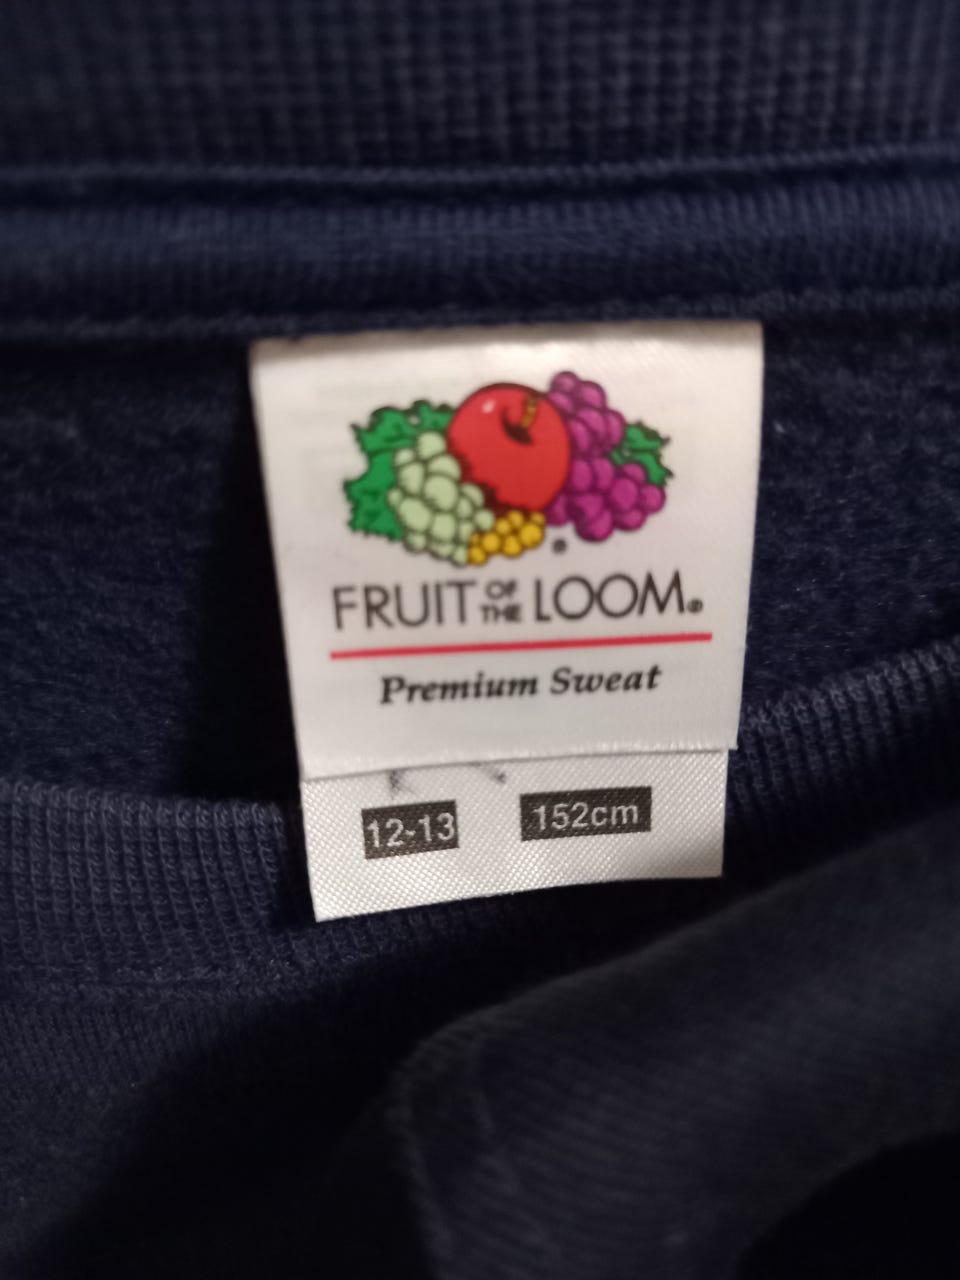 FRUIT OF THE LOOM®
Premium Sweat
12-13 152cm